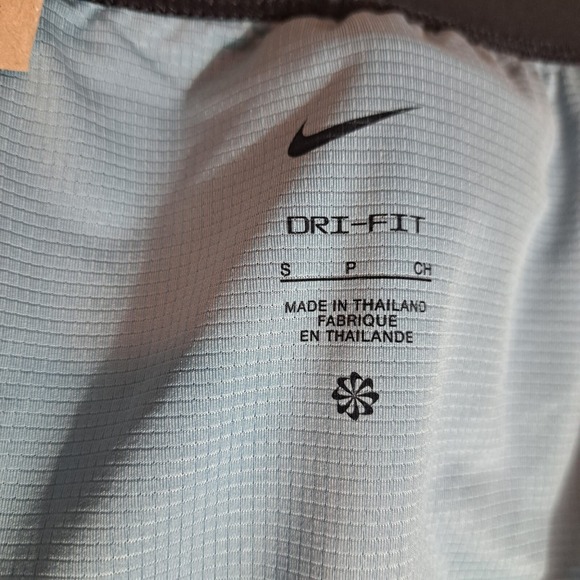 DRI-FIT
S P CH
MADE IN THAILAND
FABRIQUE
EN THAILANDE